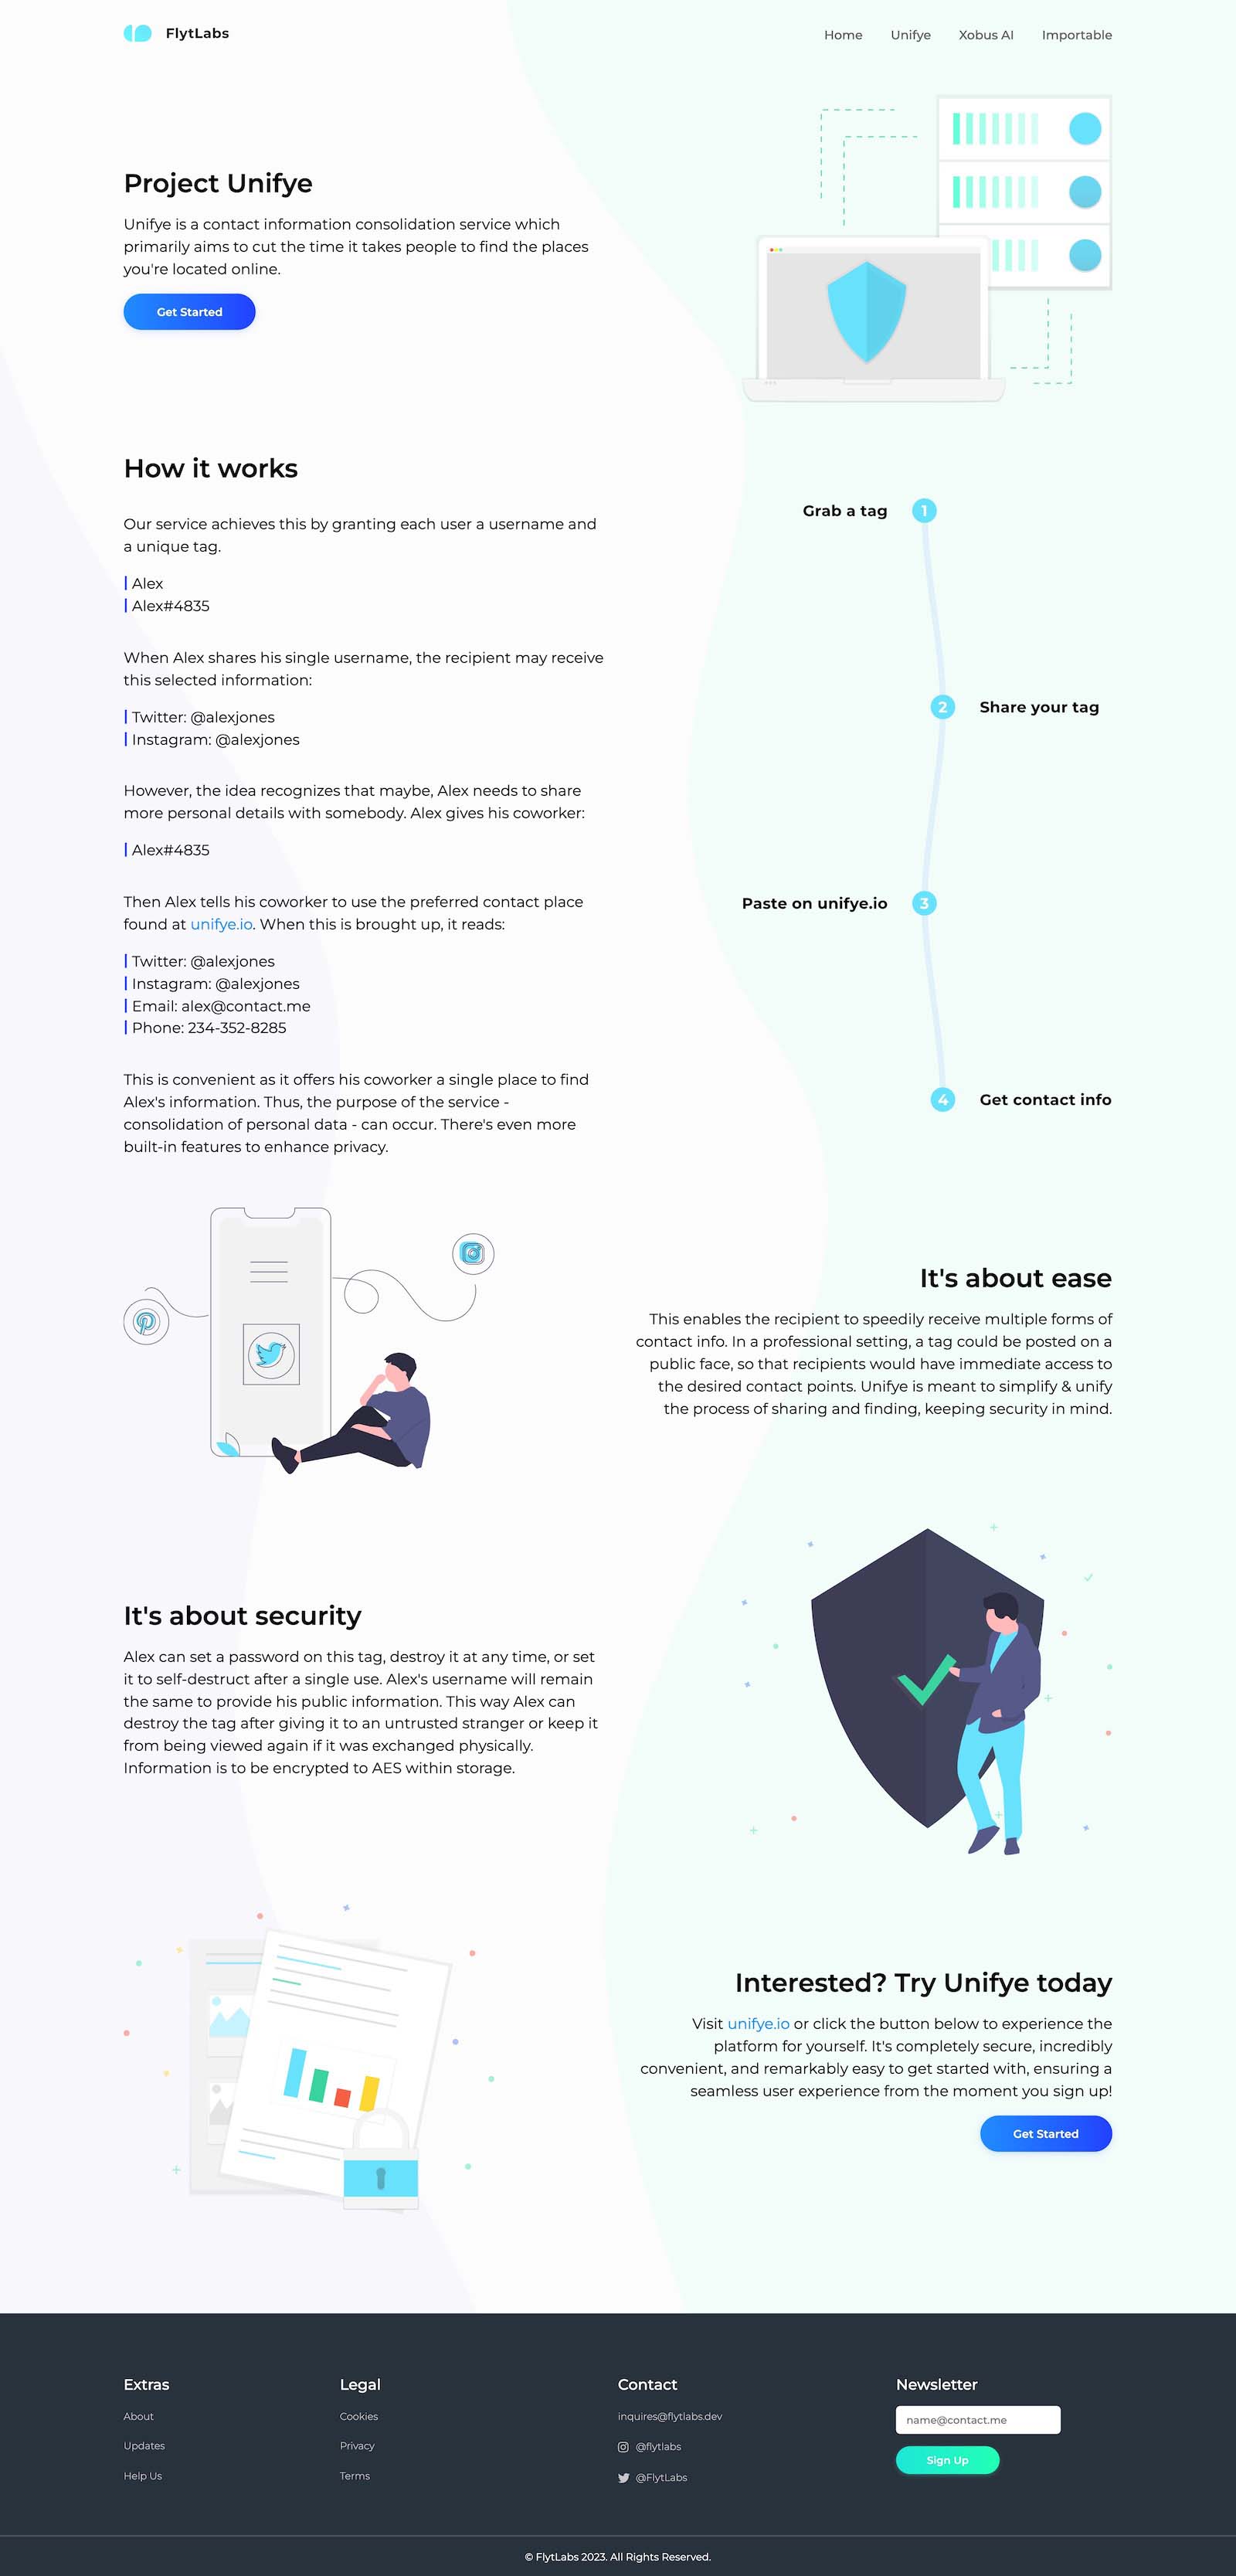 FlytLabs
Home Unifye Xobus AI Importable
Project Unifye
Unifye is a contact information consolidation service which
primarily aims to cut the time it takes people to find the places
you're located online.
Get Started
How it works
Our service achieves this by granting each user a username and
a unique tag.
Alex
Alex#4835
When Alex shares his single username, the recipient may receive
this selected information:
Twitter: @alexjones
Instagram: @alexjones
However, the idea recognizes that maybe, Alex needs to share
more personal details with somebody. Alex gives his coworker:
Alex#4835
Then Alex tells his coworker to use the preferred contact place
found at unifye.io. When this is brought up, it reads:
Twitter: @alexjones
Instagram: @alexjones
Email: alex@contact.me
Phone: 234-352-8285
This is convenient as it offers his coworker a single place to find
Alex's information. Thus, the purpose of the service -
consolidation of personal data - can occur. There's even more
built-in features to enhance privacy.
Grab a tag 1
2 Share your tag
Paste on unifye.io 3
4 Get contact info
It's about ease
This enables the recipient to speedily receive multiple forms of
contact info. In a professional setting, a tag could be posted on a
public face, so that recipients would have immediate access to
the desired contact points. Unifye is meant to simplify & unify
the process of sharing and finding, keeping security in mind.
It's about security
Alex can set a password on this tag, destroy it at any time, or set
it to self-destruct after a single use. Alex's username will remain
the same to provide his public information. This way Alex can
destroy the tag after giving it to an untrusted stranger or keep it
from being viewed again if it was exchanged physically.
Information is to be encrypted to AES within storage.
Interested? Try Unifye today
Visit unifye.io or click the button below to experience the
platform for yourself. It's completely secure, incredibly
convenient, and remarkably easy to get started with, ensuring a
seamless user experience from the moment you sign up!
Get Started
Extras
About
Updates
Help Us
Legal
Cookies
Privacy
Terms
Contact
inquires@flytlabs.dev
@flytlabs
@FlytLabs
Newsletter
name@contact.me
Sign Up
© FlytLabs 2023. All Rights Reserved.